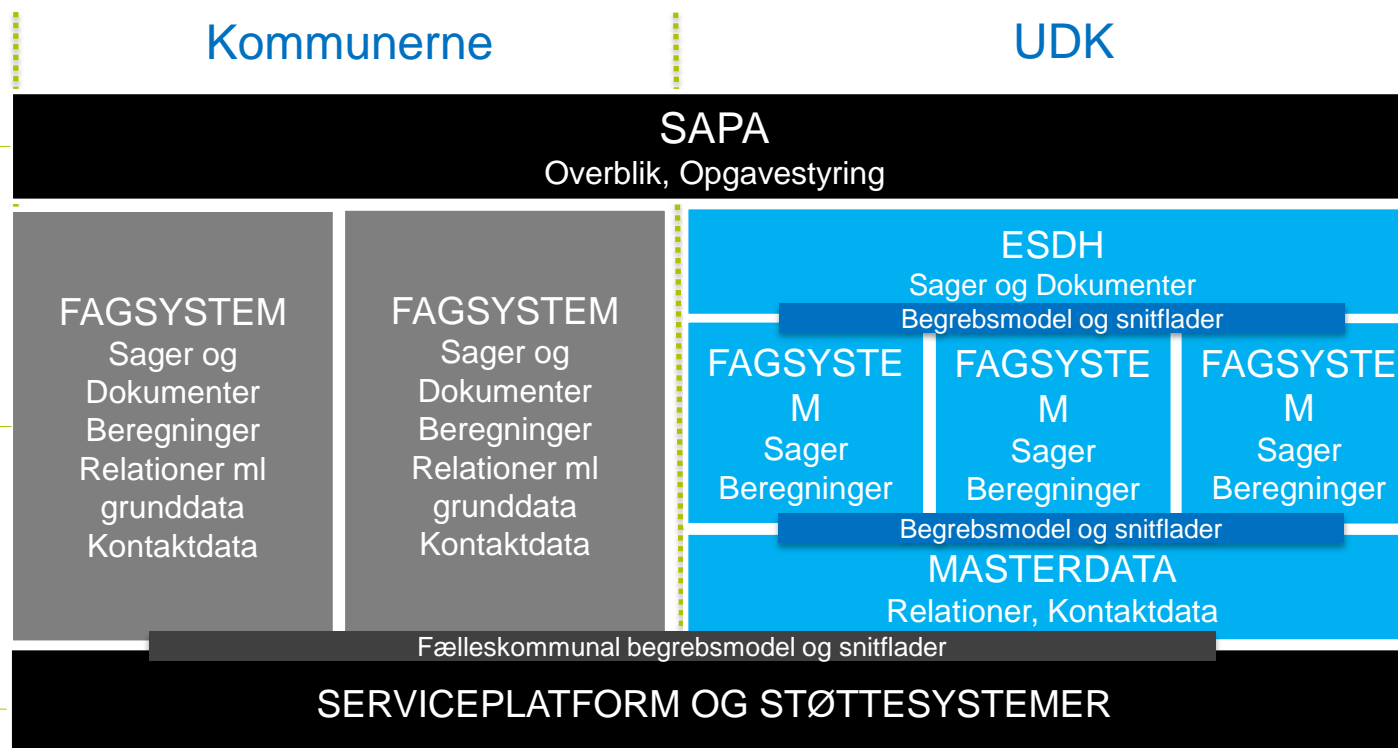 Kommunerne
UDK
SAPA
Overblik, Opgavestyring
FAGSYSTEM
Sager og
Dokumenter
Beregninger
Relationer ml
grunddata
Kontaktdata
FAGSYSTEM
Sager og
Dokumenter
Beregninger
Relationer ml
grunddata
Kontaktdata
ESDH
Sager og Dokumenter
Begrebsmodel og snitflader
FAGSYSTE
M
Sager
Beregninger
FAGSYSTE
M
Sager
Beregninger
FAGSYSTE
M
Sager
Beregninger
Begrebsmodel og snitflader
MASTERDATA
Relationer, Kontaktdata
Fælleskommunal begrebsmodel og snitflader
SERVICEPLATFORM OG STØTTESYSTEMER